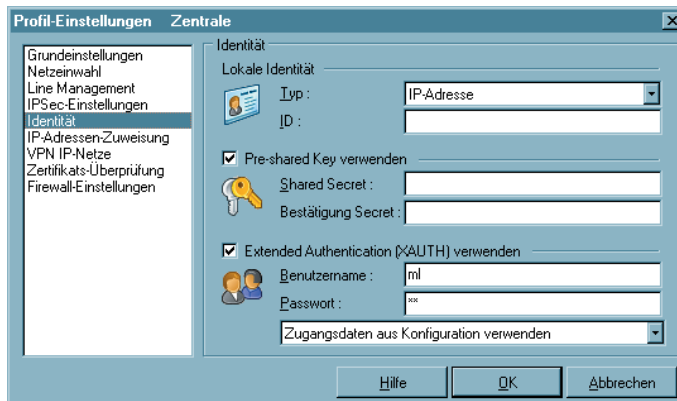 Profil-Einstellungen Zentrale
Grundeinstellungen
Netzeinwahl
Line Management
IPSec-Einstellungen
Identität
IP-Adressen-Zuweisung
VPN IP-Netze
Zertifikats-Überprüfung
Firewall-Einstellungen
Identität
Lokale Identität
Typ : IP-Adresse
ID :
Pre-shared Key verwenden
Shared Secret :
Bestätigung Secret :
Extended Authentication (XAUTH) verwenden
Benutzername : ml
Passwort : **
Zugangsdaten aus Konfiguration verwenden
Hilfe OK Abbrechen